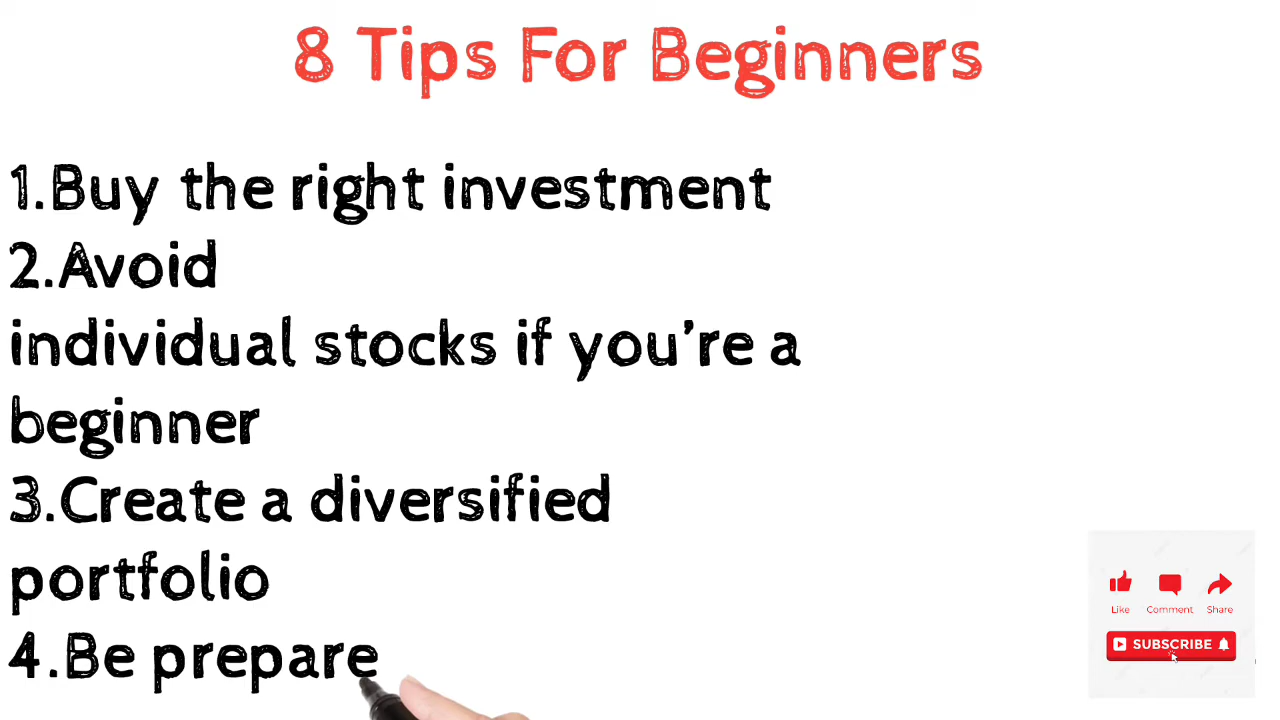 8 Tips For Beginners
1.Buy the right investment
2.Avoid
individual stocks if you’re a
beginner
3.Create a diversified
portfolio
4.Be prepare
Like Comment Share
SUBSCRIBE